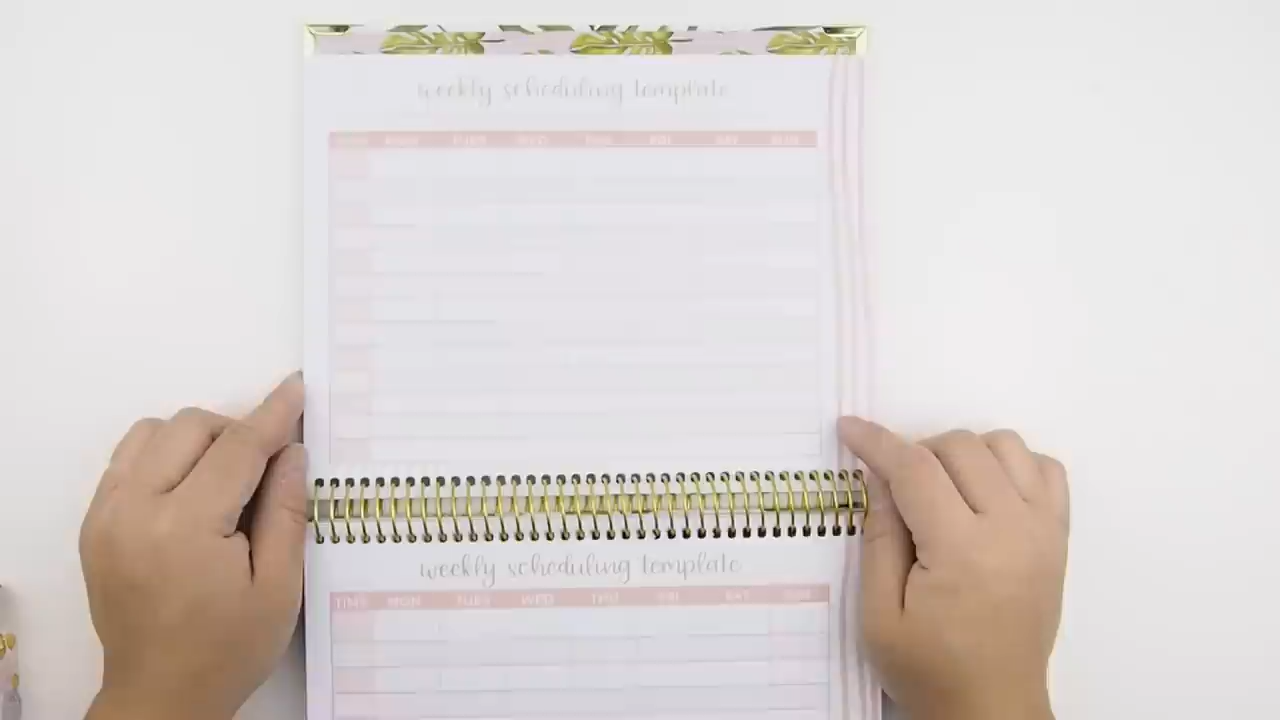 weekly scheduling template
TIME MON TUES WED THU FRI SAT SUN
weekly scheduling template
TIME MON TUES WED THU FRI SAT SUN